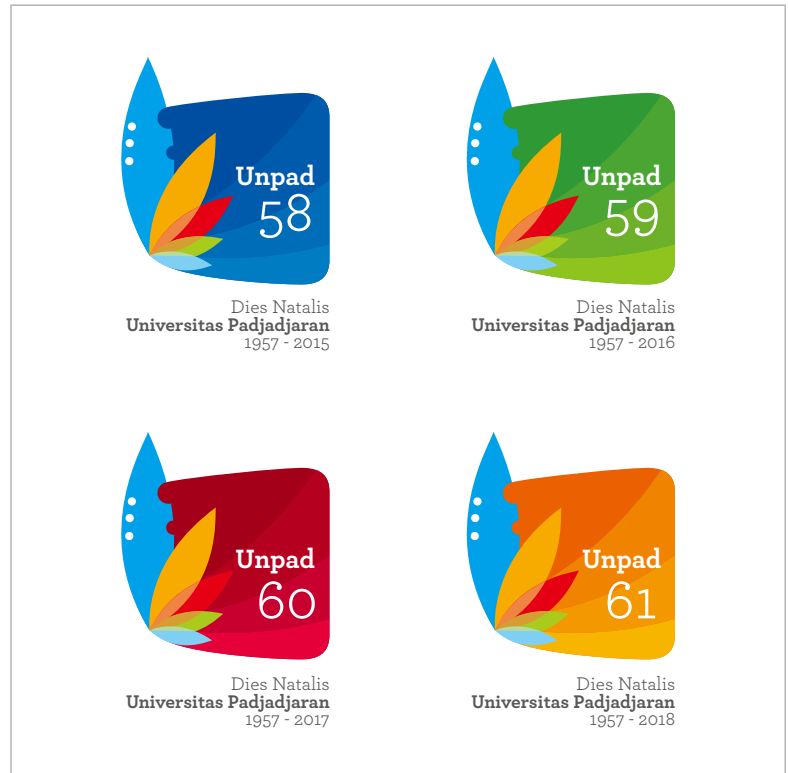 Unpad
58
Dies Natalis
Universitas Padjadjaran
1957 - 2015
Unpad
59
Dies Natalis
Universitas Padjadjaran
1957 - 2016
Unpad
60
Dies Natalis
Universitas Padjadjaran
1957 - 2017
Unpad
61
Dies Natalis
Universitas Padjadjaran
1957 - 2018